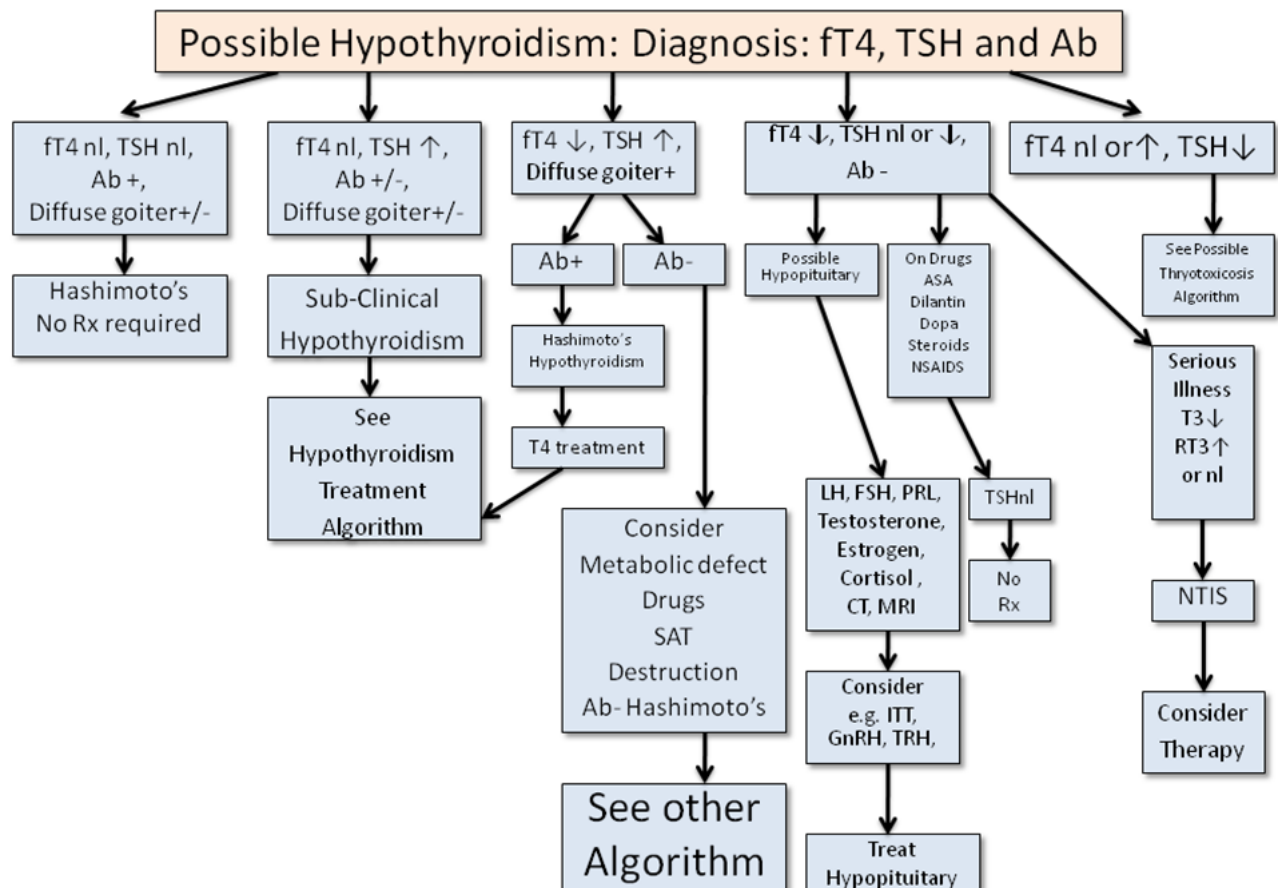 Possible Hypothyroidism: Diagnosis: fT4, TSH and Ab
fT4 nl, TSH nl,
Ab +,
Diffuse goiter+/-
Hashimoto's
No Rx required
fT4 nl, TSH ↑,
Ab +/-,
Diffuse goiter+/-
Sub-Clinical
Hypothyroidism
See
Hypothyroidism
Treatment
Algorithm
fT4 ↓, TSH ↑,
Diffuse goiter+
Ab+
Hashimoto's
Hypothyroidism
T4 treatment
Ab-
Consider
Metabolic defect
Drugs
SAT
Destruction
Ab- Hashimoto's
See other
Algorithm
fT4 ↓, TSH nl or ↓,
Ab -
Possible
Hypopituitary
LH, FSH, PRL,
Testosterone,
Estrogen,
Cortisol ,
CT, MRI
Consider
e.g. ITT,
GnRH, TRH,
Treat
Hypopituitary
On Drugs
ASA
Dilantin
Dopa
Steroids
NSAIDS
TSHnl
No
Rx
Serious
Illness
T3↓
RT3↑
or nl
NTIS
Consider
Therapy
fT4 nl or↑, TSH↓
See Possible
Thryotoxicosis
Algorithm